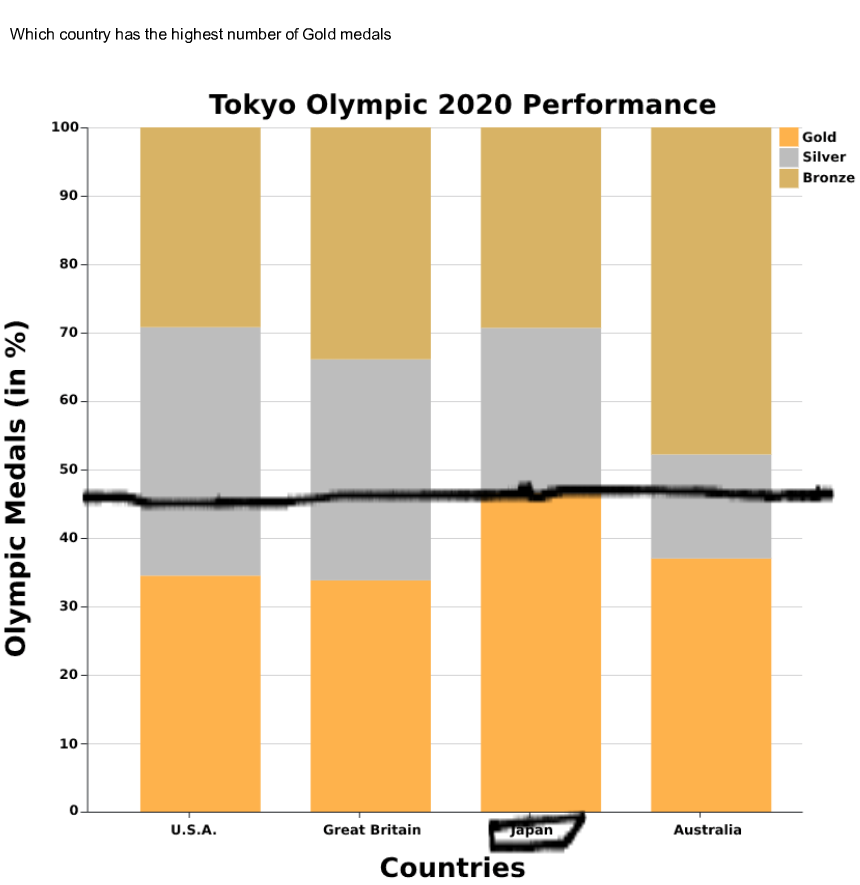 Which country has the highest number of Gold medals
Tokyo Olympic 2020 Performance
Gold
Silver
Bronze
100
90
80
70
60
50
40
30
20
10
0
Olympic Medals (in %)
U.S.A. Great Britain Japan Australia
Countries